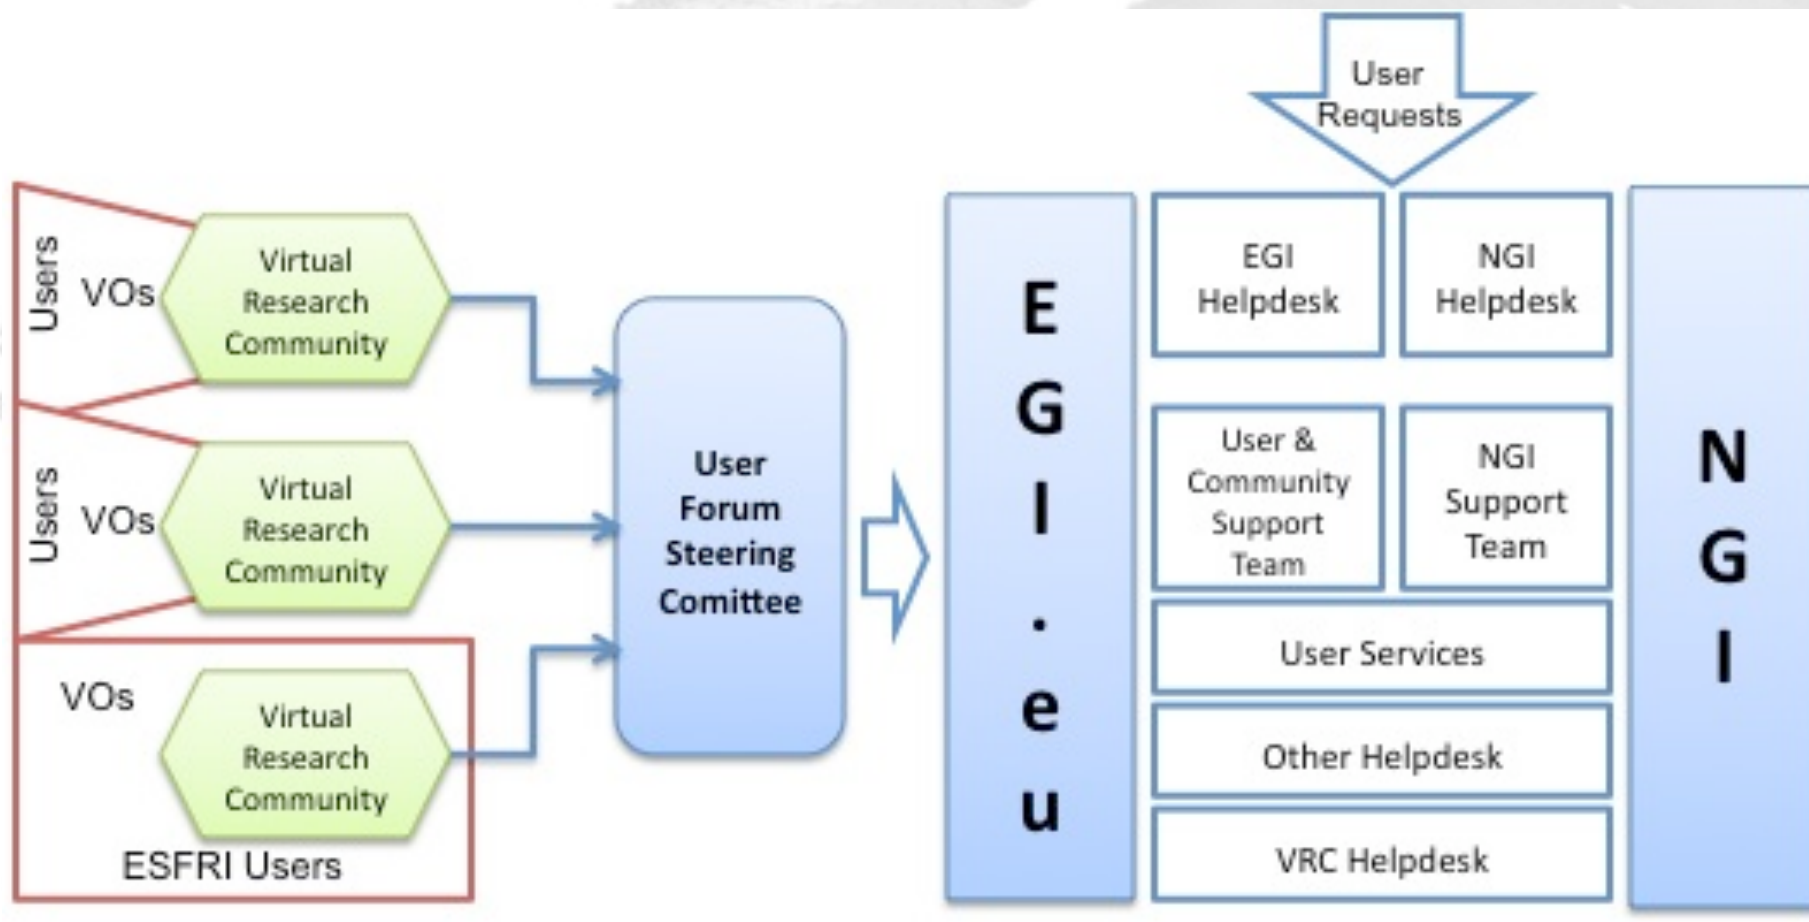 User
Requests
Users
VOs
Virtual
Research
Community
Users
VOs
Virtual
Research
Community
VOs
Virtual
Research
Community
ESFRI Users
User
Forum
Steering
Comittee
E
G
I
.
e
u
EGI
Helpdesk
NGI
Helpdesk
User &
Community
Support
Team
NGI
Support
Team
User Services
Other Helpdesk
VRC Helpdesk
N
G
I